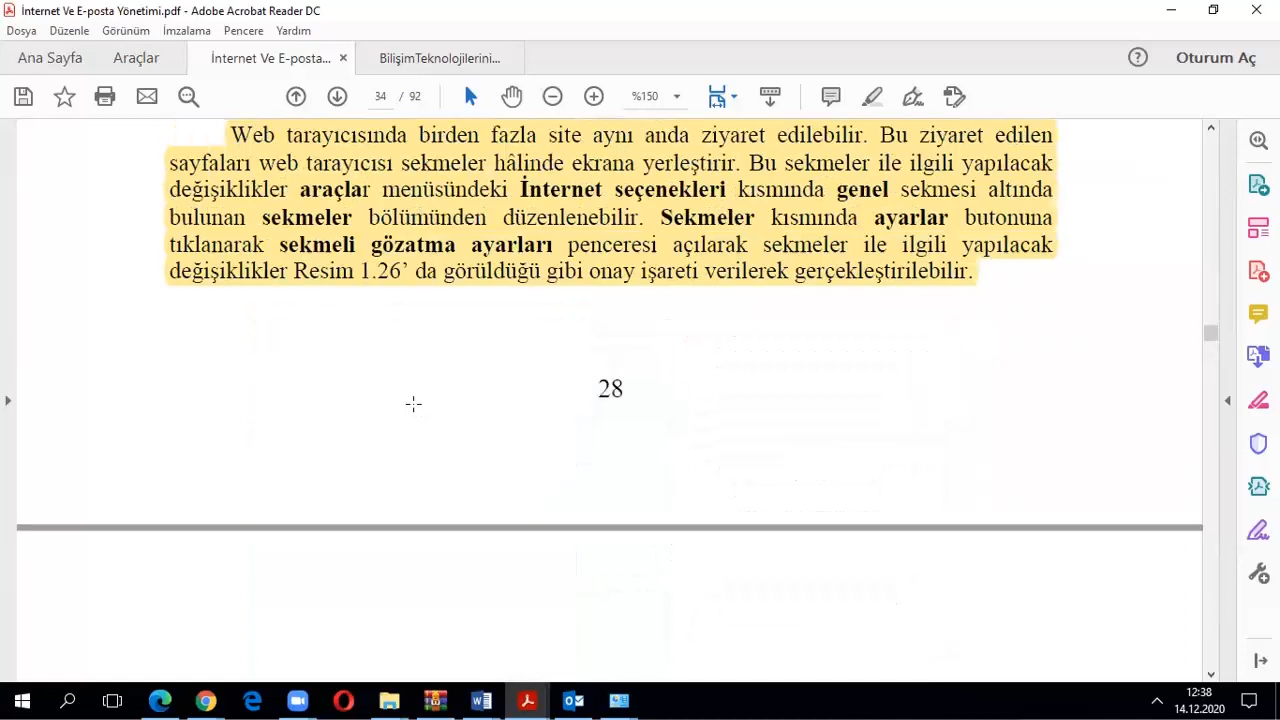 İnternet Ve E-posta Yönetimi.pdf - Adobe Acrobat Reader DC
Dosya Düzenle Görünüm İmzalama Pencere Yardım
Ana Sayfa Araçlar İnternet Ve E-posta... × BilişimTeknolojilerini... ? Oturum Aç
34 / 92 %150
Web tarayıcısında birden fazla site aynı anda ziyaret edilebilir. Bu ziyaret edilen
sayfaları web tarayıcısı sekmeler hâlinde ekrana yerleştirir. Bu sekmeler ile ilgili yapılacak
değişiklikler araçlar menüsündeki İnternet seçenekleri kısmında genel sekmesi altında
bulunan sekmeler bölümünden düzenlenebilir. Sekmeler kısmında ayarlar butonuna
tıklanarak sekmeli gözatma ayarları penceresi açılarak sekmeler ile ilgili yapılacak
değişiklikler Resim 1.26’ da görüldüğü gibi onay işareti verilerek gerçekleştirilebilir.
28
12:38
14.12.2020